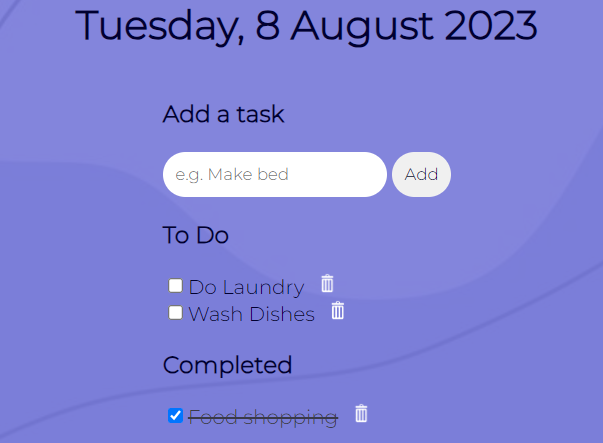 Tuesday, 8 August 2023
Add a task
e.g. Make bed Add
To Do
Do Laundry
Wash Dishes
Completed
Food shopping